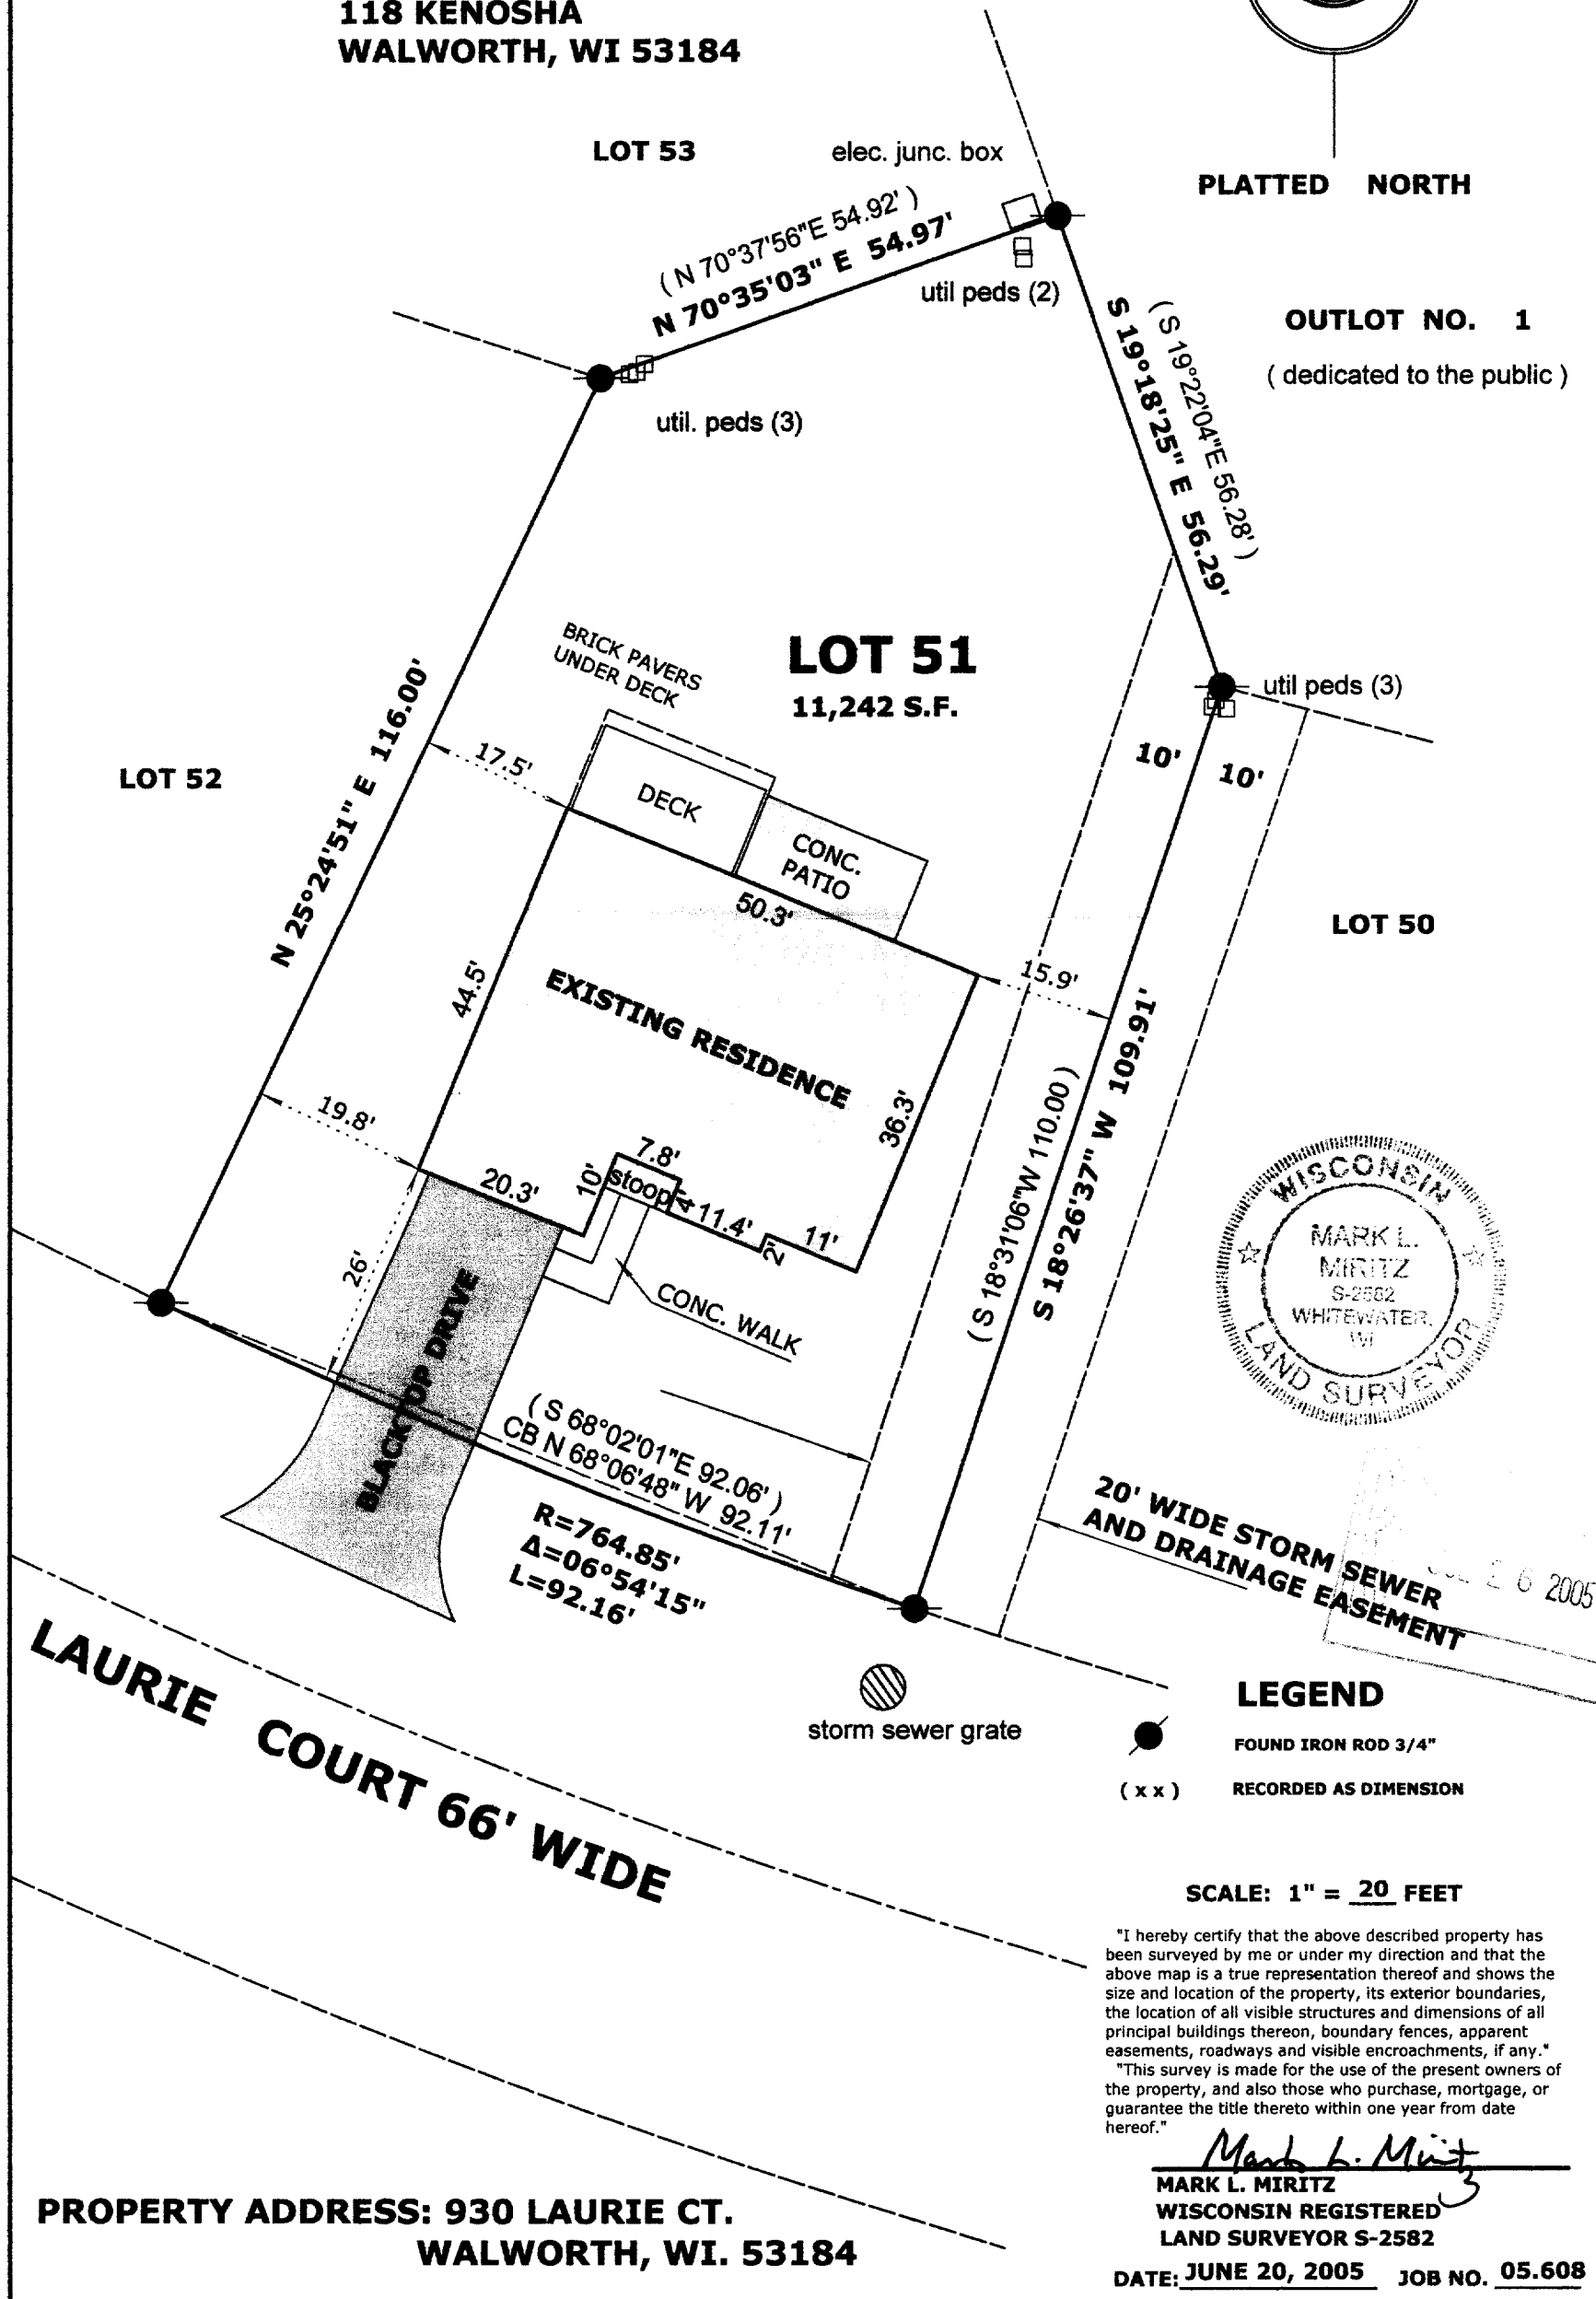 118 KENOSHA
WALWORTH, WI 53184
PLATTED NORTH
LOT 53
elec. junc. box
( N 70°37'56"E 54.92' )
N 70°35'03" E 54.97'
util peds (2)
util. peds (3)
OUTLOT NO. 1
( dedicated to the public )
( S 19°22'04"E 56.28' )
S 19°18'25" E 56.29'
BRICK PAVERS
UNDER DECK
LOT 51
11,242 S.F.
util peds (3)
N 25°24'51" E 116.00'
LOT 52
17.5'
DECK
CONC.
PATIO
10'
10'
50.3'
LOT 50
44.5'
EXISTING RESIDENCE
15.9'
36.3'
( S 18°31'06"W 110.00 )
S 18°26'37" W 109.91'
19.8'
20.3'
10'
7.8'
stoop
4'
11.4'
2'
11'
26'
CONC. WALK
BLACKTOP DRIVE
( S 68°02'01"E 92.06' )
CB N 68°06'48" W 92.11'
R=764.85'
Δ=06°54'15"
L=92.16'
WISCONSIN
MARK L.
MIRITZ
S-2582
WHITEWATER,
WI
LAND SURVEYOR
20' WIDE STORM SEWER
AND DRAINAGE EASEMENT
2 6 2005
LAURIE COURT 66' WIDE
storm sewer grate
LEGEND
FOUND IRON ROD 3/4"
( x x ) RECORDED AS DIMENSION
SCALE: 1" = 20 FEET
"I hereby certify that the above described property has
been surveyed by me or under my direction and that the
above map is a true representation thereof and shows the
size and location of the property, its exterior boundaries,
the location of all visible structures and dimensions of all
principal buildings thereon, boundary fences, apparent
easements, roadways and visible encroachments, if any."
"This survey is made for the use of the present owners of
the property, and also those who purchase, mortgage, or
guarantee the title thereto within one year from date
hereof."
Mark L. Miritz
MARK L. MIRITZ
WISCONSIN REGISTERED
LAND SURVEYOR S-2582
DATE: JUNE 20, 2005 JOB NO. 05.608
PROPERTY ADDRESS: 930 LAURIE CT.
WALWORTH, WI. 53184